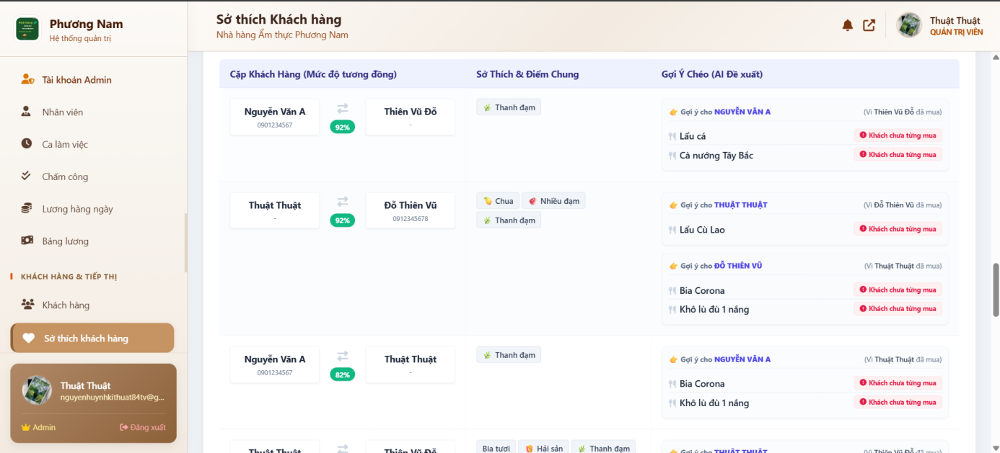 Phương Nam
Hệ thống quản trị
Sở thích Khách hàng
Nhà hàng Ẩm thực Phương Nam
Thuật Thuật
QUẢN TRỊ VIÊN
Tài khoản Admin
Nhân viên
Ca làm việc
Chấm công
Lương hàng ngày
Bảng lương
KHÁCH HÀNG & TIẾP THỊ
Khách hàng
Sở thích khách hàng
Thuật Thuật
nguyenhuynhkithuat84tv@g...
Admin
Đăng xuất
Cặp Khách Hàng (Mức độ tương đồng)
Sở Thích & Điểm Chung
Gợi Ý Chéo (AI Đề xuất)
Nguyễn Văn A
0901234567
92%
Thiên Vũ Đỗ
-
Thanh đạm
Gợi ý cho NGUYỄN VĂN A
(Vì Thiên Vũ Đỗ đã mua)
Lẩu cá
Khách chưa từng mua
Cá nướng Tây Bắc
Khách chưa từng mua
Thuật Thuật
-
92%
Đỗ Thiên Vũ
0912345678
Chua
Nhiều đạm
Thanh đạm
Gợi ý cho THUẬT THUẬT
(Vì Đỗ Thiên Vũ đã mua)
Lẩu Cù Lao
Khách chưa từng mua
Gợi ý cho ĐỖ THIÊN VŨ
(Vì Thuật Thuật đã mua)
Bia Corona
Khách chưa từng mua
Khô lù đù 1 nắng
Khách chưa từng mua
Nguyễn Văn A
0901234567
82%
Thuật Thuật
-
Thanh đạm
Gợi ý cho NGUYỄN VĂN A
(Vì Thuật Thuật đã mua)
Bia Corona
Khách chưa từng mua
Khô lù đù 1 nắng
Khách chưa từng mua
Thuật Thuật
Thiên Vũ Đỗ
Bia tươi
Hải sản
Thanh đạm
Gợi ý cho THUẬT THUẬT
(Vì Thiên Vũ Đỗ đã mua)